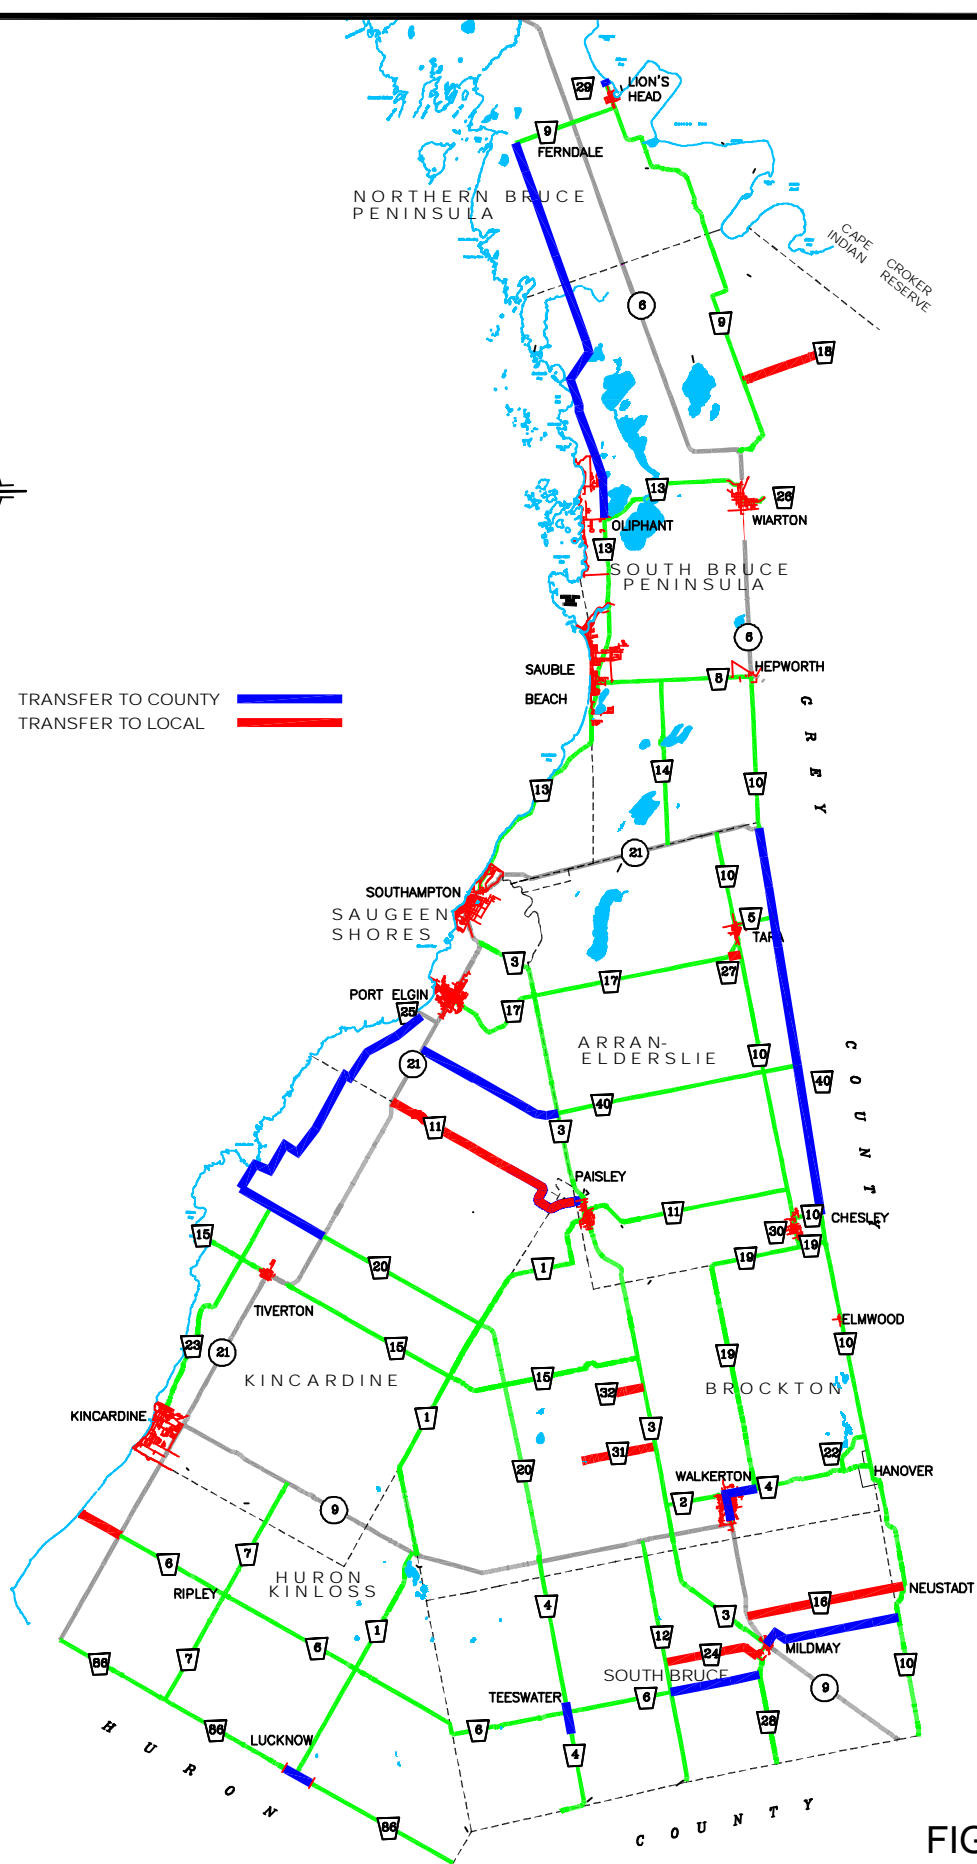 29
LION'S
HEAD
9
FERNDALE
NORTHERN BRUCE
PENINSULA
CAPE CROKER
INDIAN RESERVE
6
9
18
13
26
WIARTON
OLIPHANT
13
SOUTH BRUCE
PENINSULA
6
SAUBLE
BEACH
HEPWORTH
8
TRANSFER TO COUNTY
TRANSFER TO LOCAL
GREY
14
10
13
21
10
SOUTHAMPTON
SAUGEEN
SHORES
5
TARA
3
27
17
PORT ELGIN
25
17
ARRAN-
ELDERSLIE
10
21
COUNTY
40
40
11
3
PAISLEY
11
10
CHESLEY
30
19
15
20
1
19
TIVERTON
ELMWOOD
10
23
21
15
19
KINCARDINE
15
32
BROCKTON
KINCARDINE
1
3
31
22
20
WALKERTON
HANOVER
4
2
9
7
6
HURON
KINLOSS
RIPLEY
NEUSTADT
16
4
3
1
12
6
MILDMAY
24
7
86
SOUTH BRUCE
10
9
TEESWATER
6
28
6
86
LUCKNOW
4
HURON
86
COUNTY
FIG